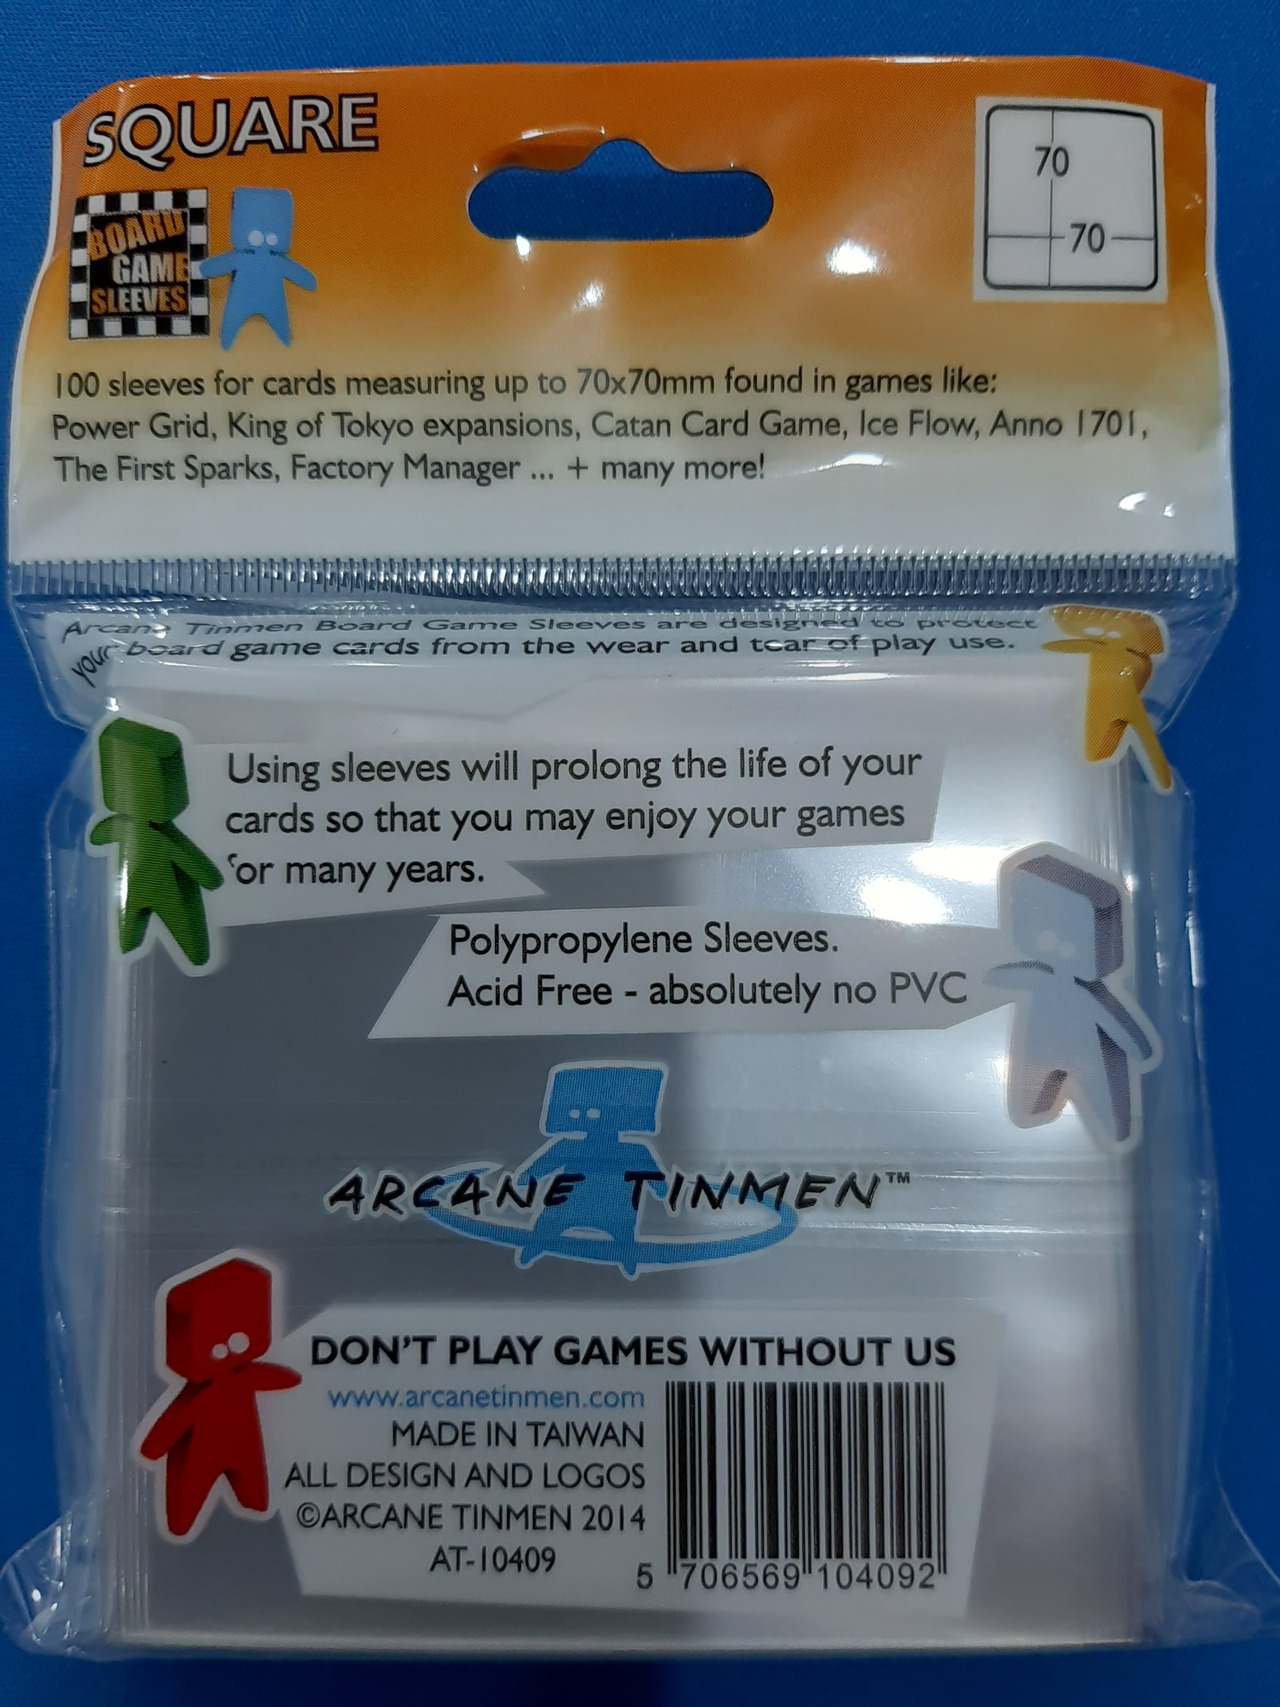 SQUARE
70
70
BOARD
GAME
SLEEVES
100 sleeves for cards measuring up to 70x70mm found in games like:
Power Grid, King of Tokyo expansions, Catan Card Game, Ice Flow, Anno 1701,
The First Sparks, Factory Manager ... + many more!
Arcane Tinmen Board Game Sleeves are designed to protect
your board game cards from the wear and tear of play use.
Using sleeves will prolong the life of your
cards so that you may enjoy your games
for many years.
Polypropylene Sleeves.
Acid Free - absolutely no PVC
ARCANE TINMEN™
DON'T PLAY GAMES WITHOUT US
www.arcanetinmen.com
MADE IN TAIWAN
ALL DESIGN AND LOGOS
©ARCANE TINMEN 2014
AT-10409
5 706569 104092